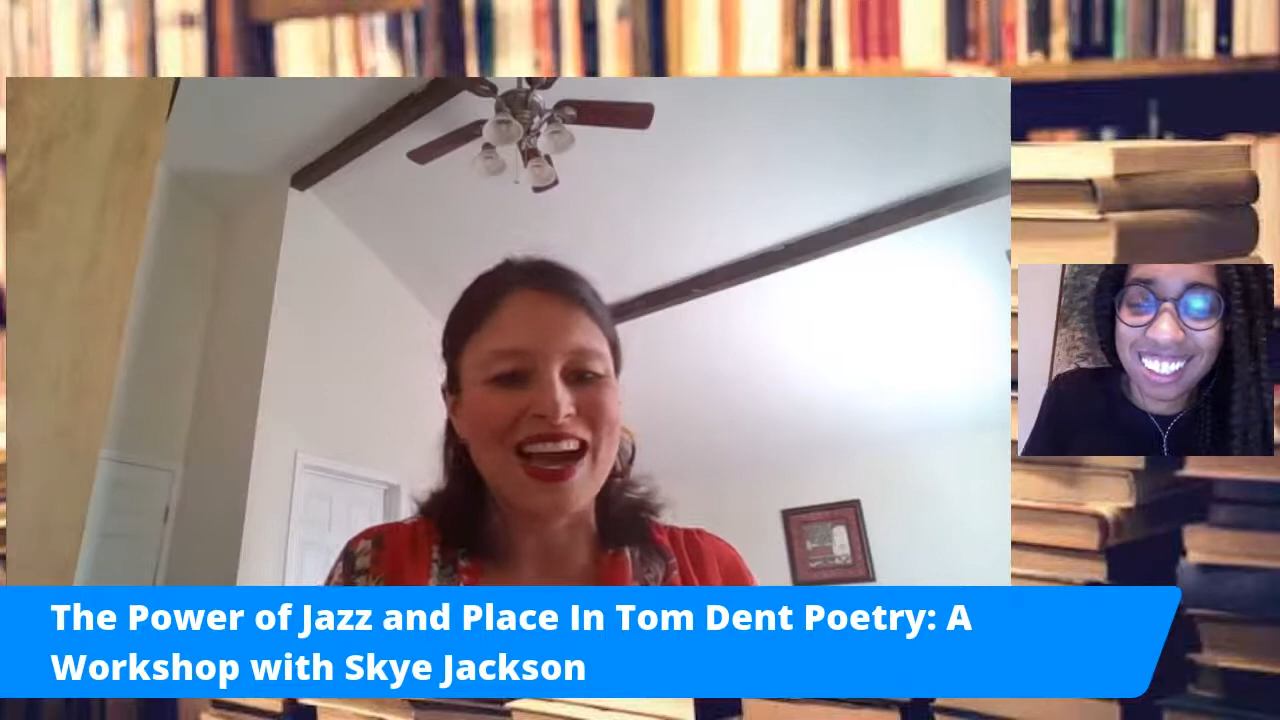 The Power of Jazz and Place In Tom Dent Poetry: A
Workshop with Skye Jackson